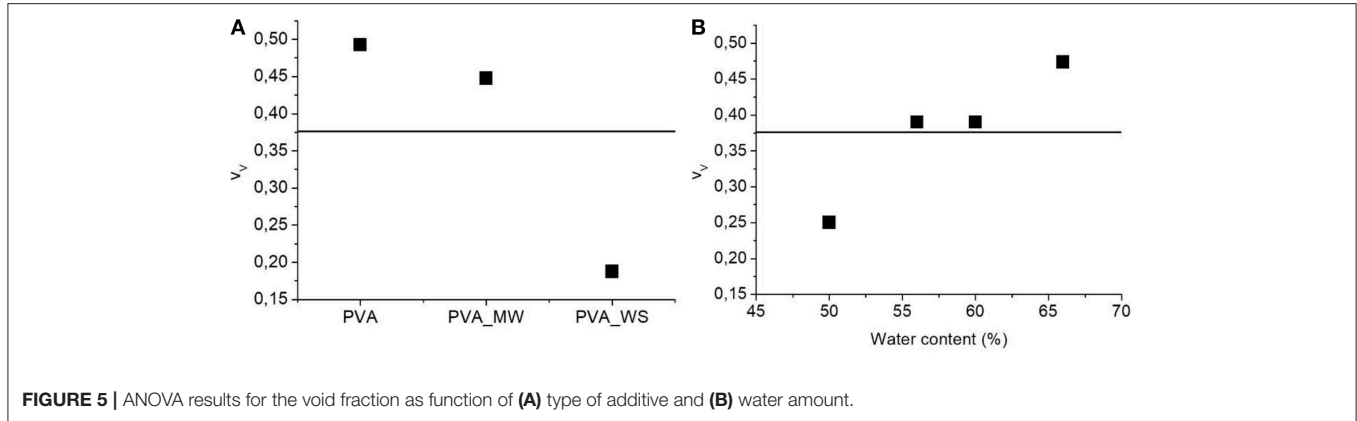 A
0,50
0,45
0,40
0,35
0,30
0,25
0,20
0,15
vV
PVA
PVA_MW
PVA_WS
B
0,50
0,45
0,40
0,35
0,30
0,25
0,20
0,15
vV
45
50
55
60
65
70
Water content (%)
FIGURE 5 | ANOVA results for the void fraction as function of (A) type of additive and (B) water amount.